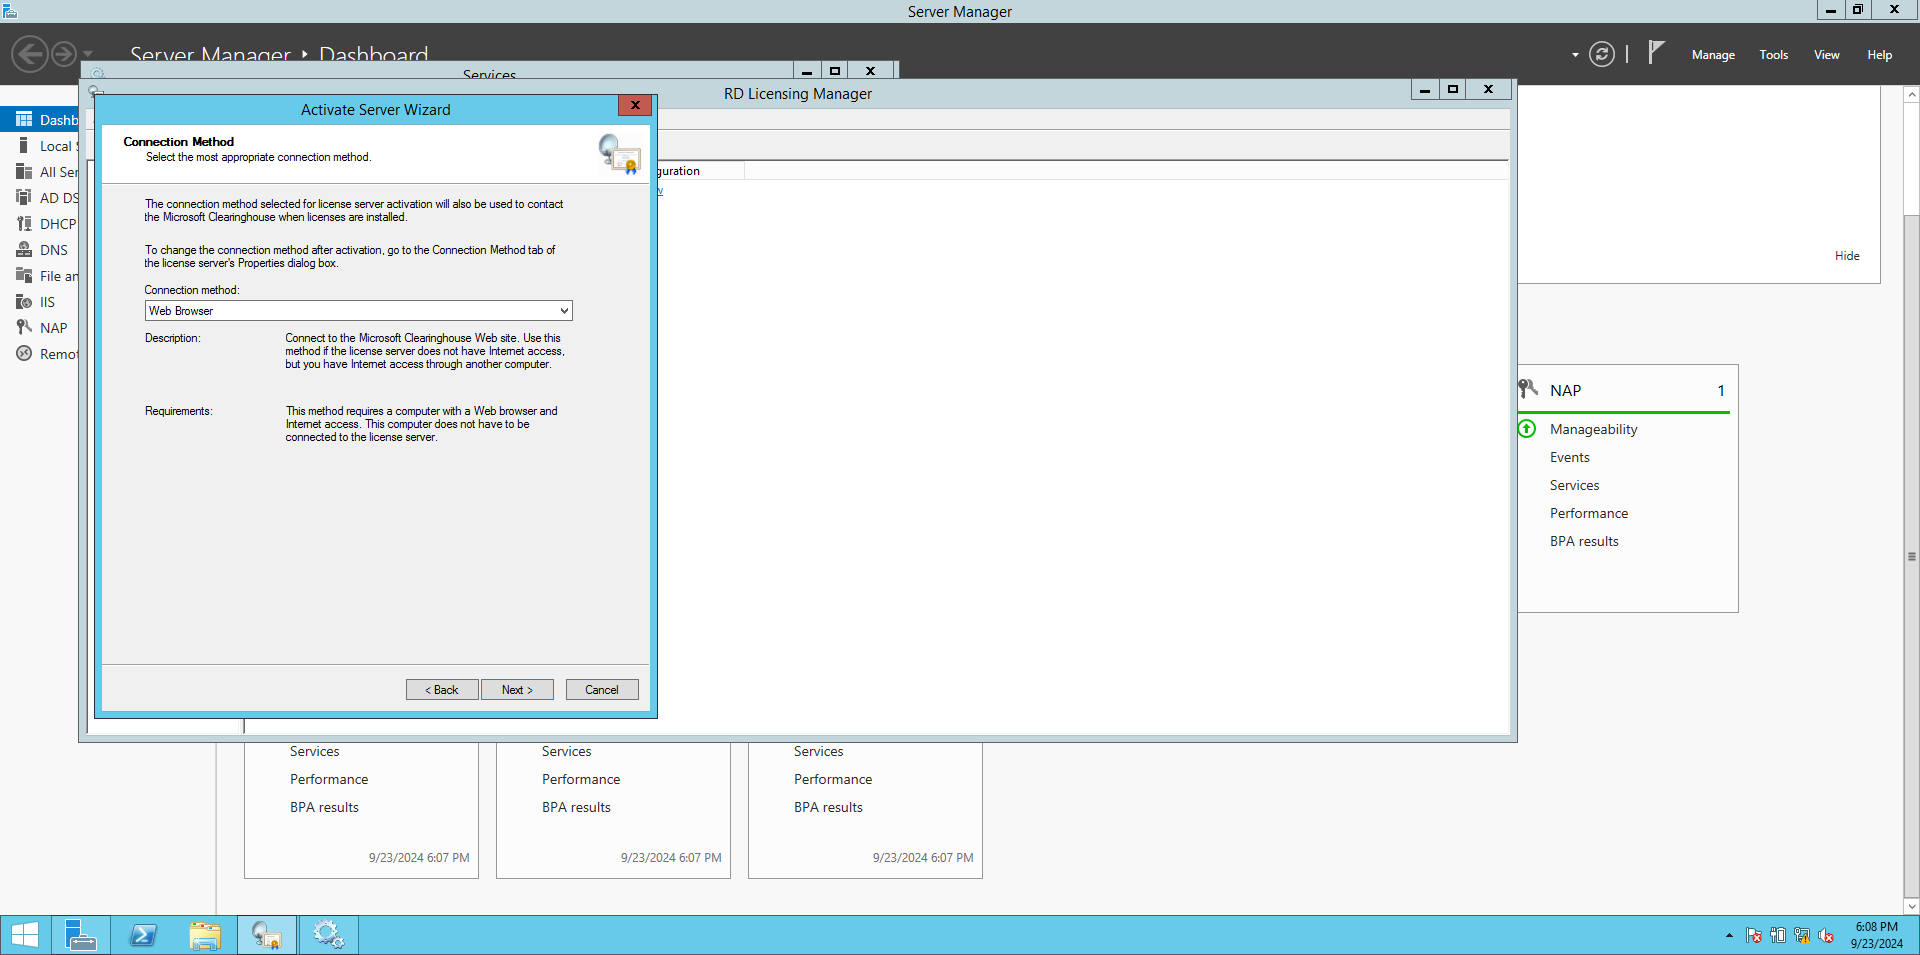 Server Manager
Server Manager ‣ Dashboard
Manage
Tools
View
Help
Services
RD Licensing Manager
Activate Server Wizard
Connection Method
Select the most appropriate connection method.
The connection method selected for license server activation will also be used to contact
the Microsoft Clearinghouse when licenses are installed.
To change the connection method after activation, go to the Connection Method tab of
the license server's Properties dialog box.
Connection method:
Web Browser
Description:
Connect to the Microsoft Clearinghouse Web site. Use this
method if the license server does not have Internet access,
but you have Internet access through another computer.
Requirements:
This method requires a computer with a Web browser and
Internet access. This computer does not have to be
connected to the license server.
< Back
Next >
Cancel
guration
w
Dashb
Local S
All Ser
AD DS
DHCP
DNS
File an
IIS
NAP
Remot
Hide
NAP
1
Manageability
Events
Services
Performance
BPA results
Services
Performance
BPA results
9/23/2024 6:07 PM
Services
Performance
BPA results
9/23/2024 6:07 PM
Services
Performance
BPA results
9/23/2024 6:07 PM
6:08 PM
9/23/2024